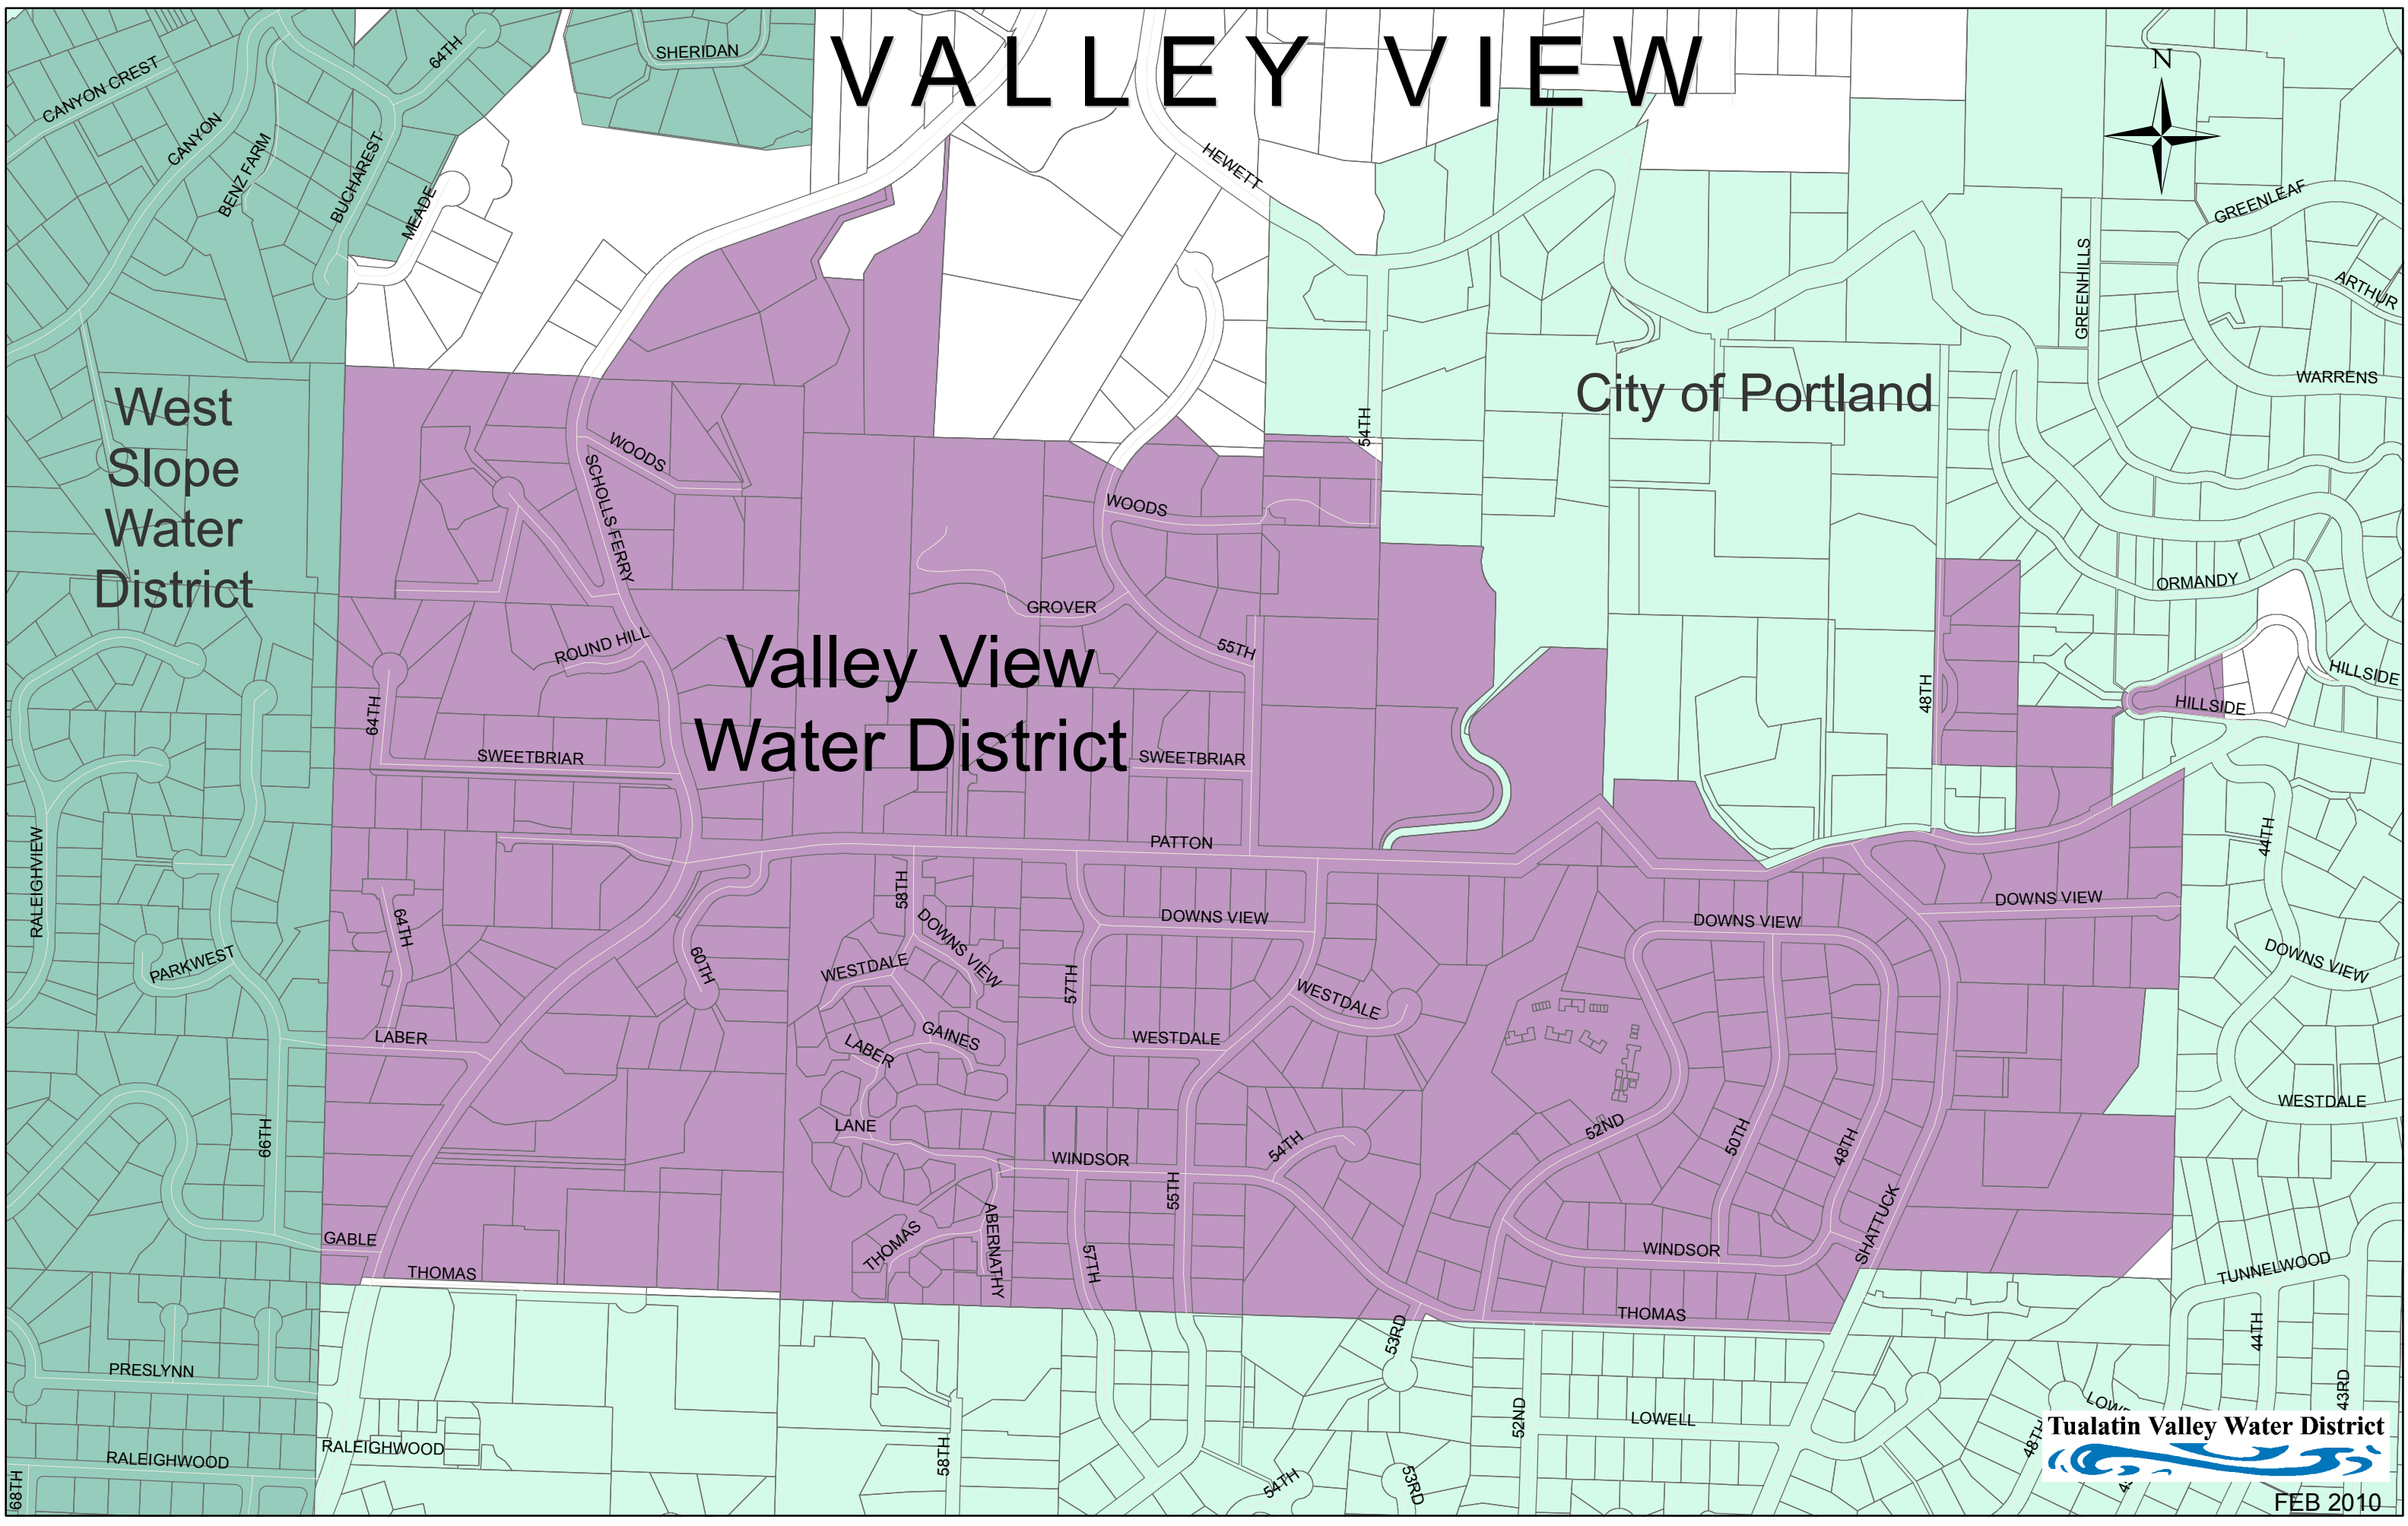 VALLEY VIEW
N
SHERIDAN
64TH
CANYON CREST
CANYON
BENZ FARM
BUCHAREST
MEADE
HEWETT
GREENLEAF
GREENHILLS
ARTHUR
WARRENS
West
Slope
Water
District
City of Portland
54TH
WOODS
SCHOLLS FERRY
WOODS
ORMANDY
GROVER
ROUND HILL
55TH
Valley View
Water District
64TH
48TH
HILLSIDE
HILLSIDE
SWEETBRIAR
SWEETBRIAR
RALEIGHVIEW
PATTON
44TH
58TH
DOWNS VIEW
DOWNS VIEW
DOWNS VIEW
DOWNS VIEW
DOWNS VIEW
64TH
60TH
PARKWEST
WESTDALE
57TH
WESTDALE
LABER
LABER
GAINES
WESTDALE
WESTDALE
66TH
LANE
WINDSOR
54TH
52ND
50TH
48TH
55TH
GABLE
THOMAS
THOMAS
ABERNATHY
57TH
WINDSOR
SHATTUCK
TUNNELWOOD
THOMAS
53RD
44TH
43RD
PRESLYNN
RALEIGHWOOD
RALEIGHWOOD
68TH
58TH
54TH
53RD
52ND
LOWELL
48TH
Tualatin Valley Water District
FEB 2010